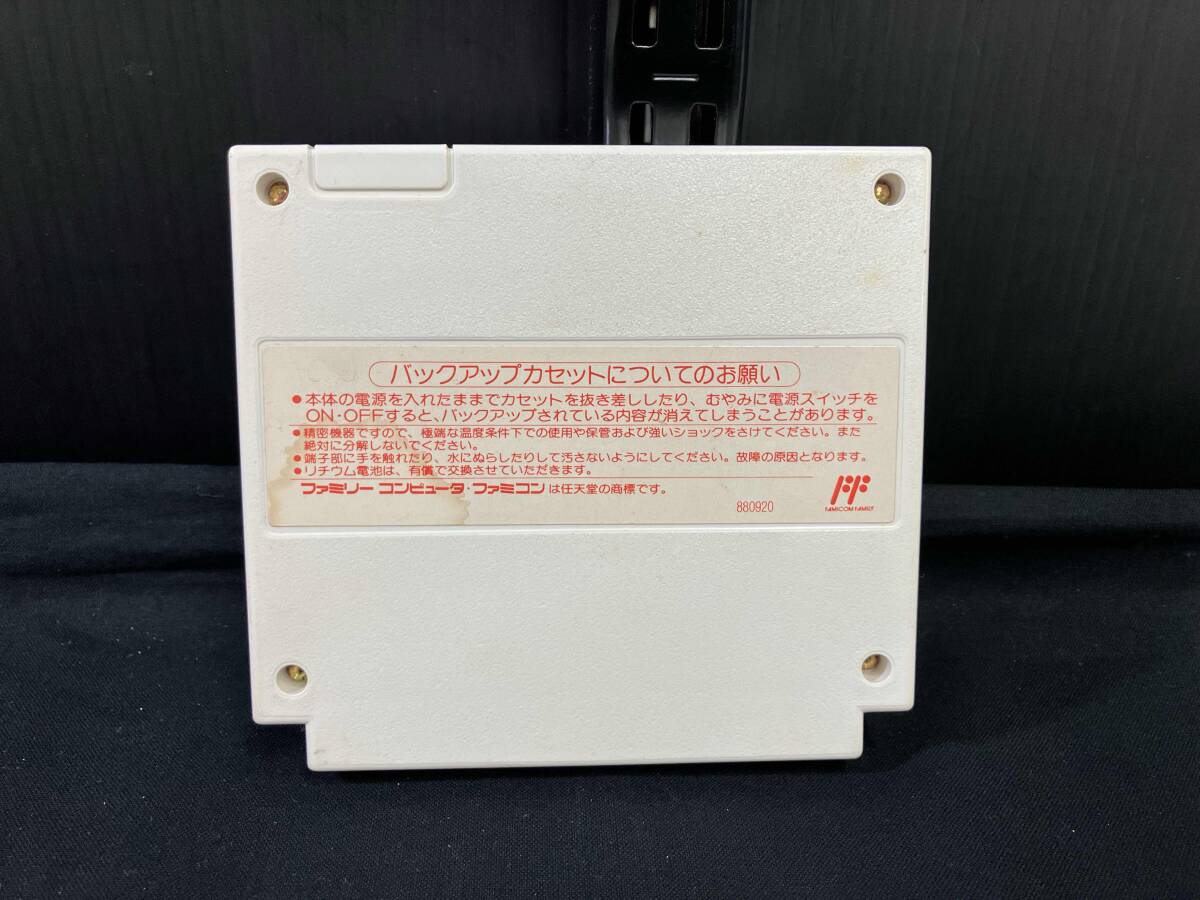 バックアップカセットについてのお願い
●本体の電源を入れたままでカセットを抜き差ししたり、むやみに電源スイッチを
ON・OFFすると、バックアップされている内容が消えてしまうことがあります。
●精密機器ですので、極端な温度条件下での使用や保管および強いショックをさけてください。また
絶対に分解しないでください。
●端子部に手を触れたり、水にぬらしたりして汚さないようにしてください。故障の原因となります。
●リチウム電池は、有償で交換させていただきます。
ファミリー コンピュータ・ファミコン は任天堂の商標です。
880920
FAMICOM FAMILY